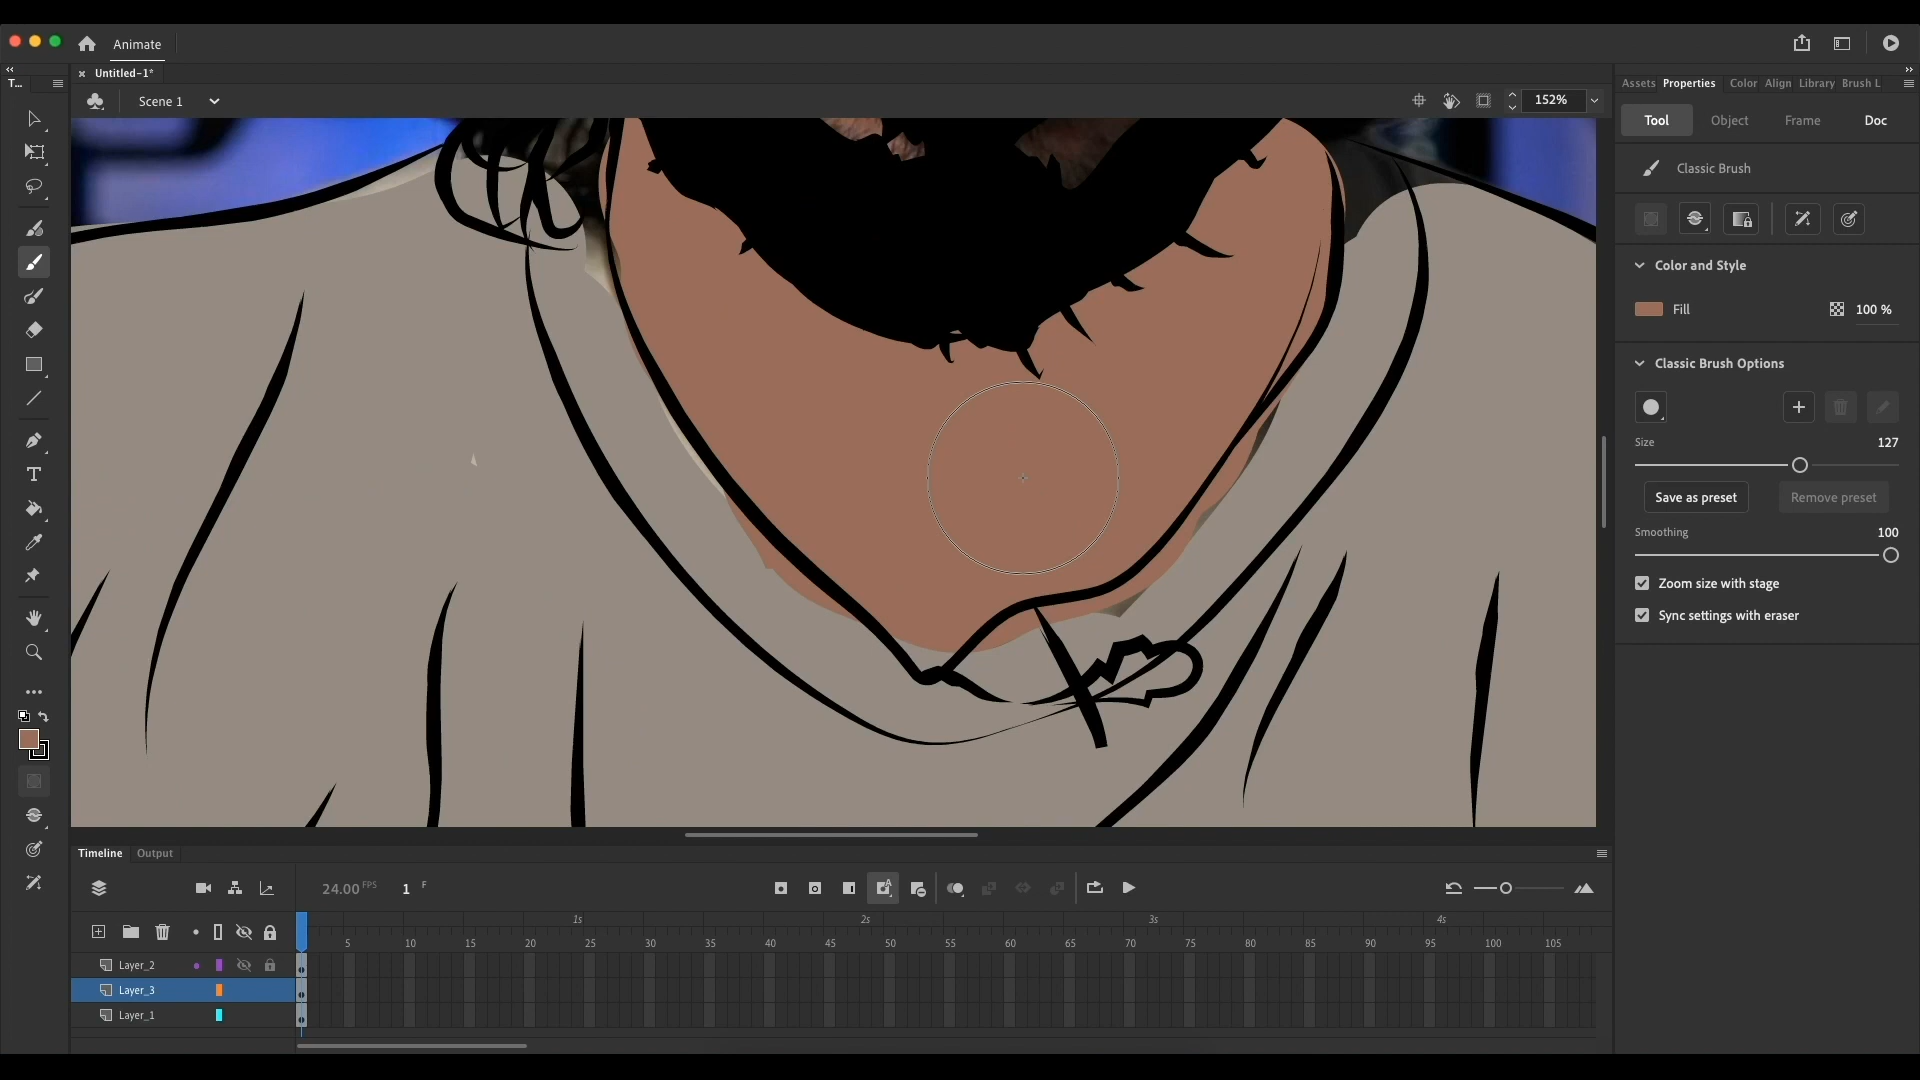 Animate
T...
Untitled-1*
Assets Properties Color Align Library Brush L
Scene 1
152%
Tool Object Frame Doc
Classic Brush
Color and Style
Fill
100 %
Classic Brush Options
Size
127
Save as preset
Remove preset
Smoothing
100
Zoom size with stage
Sync settings with eraser
Timeline Output
24.00 FPS
1 F
1s 2s 3s 4s
5 10 15 20 25 30 35 40 45 50 55 60 65 70 75 80 85 90 95 100 105
Layer_2
Layer_3
Layer_1